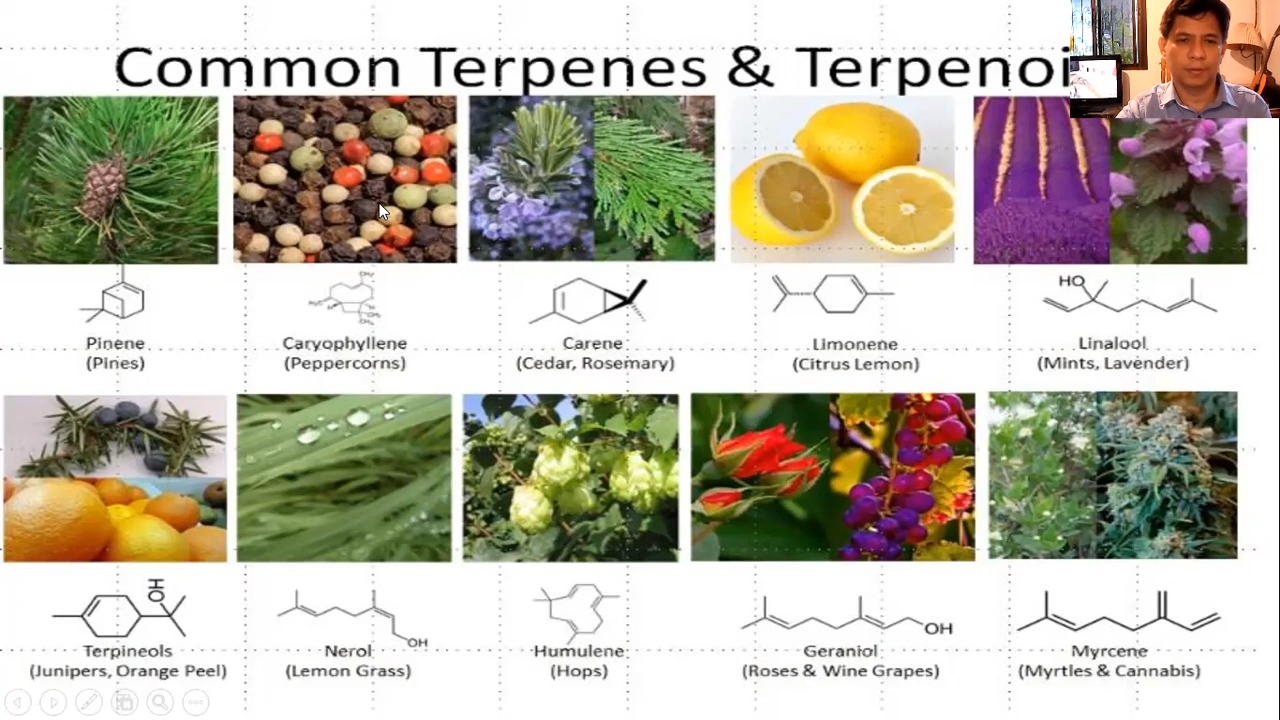 Common Terpenes & Terpenoi
Pinene
(Pines)
Caryophyllene
(Peppercorns)
Carene
(Cedar, Rosemary)
Limonene
(Citrus Lemon)
HO
Linalool
(Mints, Lavender)
HO
Terpineols
(Junipers, Orange Peel)
OH
Nerol
(Lemon Grass)
Humulene
(Hops)
OH
Geraniol
(Roses & Wine Grapes)
Myrcene
(Myrtles & Cannabis)